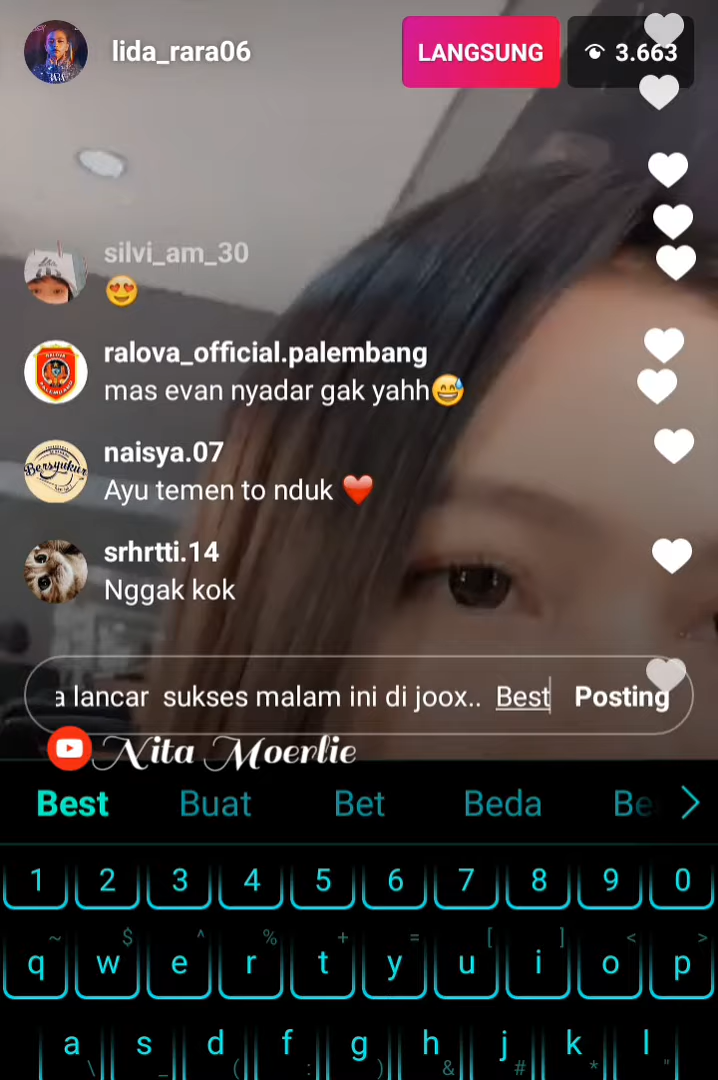 lida_rara06
LANGSUNG
3.663
silvi_am_30
ralova_official.palembang
mas evan nyadar gak yahh
naisya.07
Bersyukur
Ayu temen to nduk
srhrtti.14
Nggak kok
a lancar sukses malam ini di joox.. Best
Posting
Nita Moerlie
Best Buat Bet Beda Be
1 2 3 4 5 6 7 8 9 0
~ $ ^ % + = [ ] < >
q w e r t y u i o p
a s d f g h j k l
\ _ ( : ) & # * "